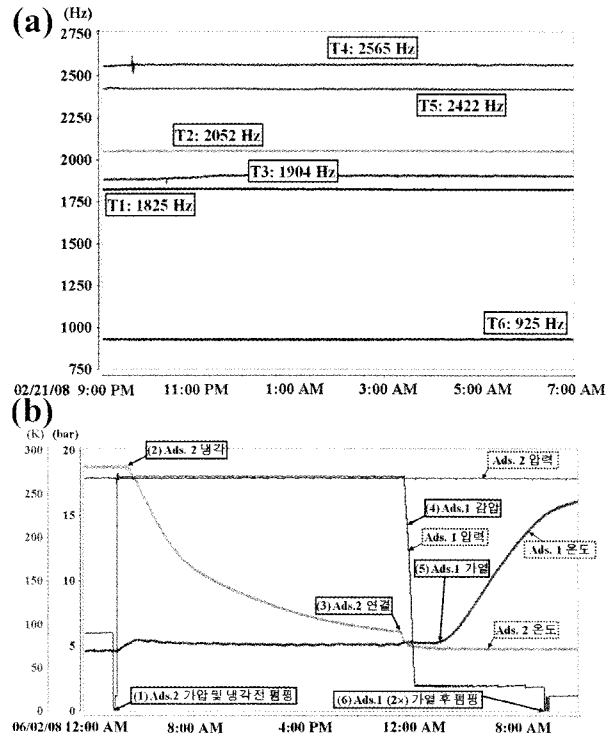 (a)
(Hz)
2750
2500
2250
2000
1750
1500
1250
1000
750
T4: 2565 Hz
T5: 2422 Hz
T2: 2052 Hz
T3: 1904 Hz
T1: 1825 Hz
T6: 925 Hz
02/21/08 9:00 PM 11:00 PM 1:00 AM 3:00 AM 5:00 AM 7:00 AM
(b)
(K) (bar)
300 20
250
200 15
150 10
100
5
50
0 0
(2) Ads. 2 냉각
Ads. 2 압력
(4) Ads.1 감압
Ads. 1 압력
Ads. 1 온도
(5) Ads.1 가열
(3) Ads.2 연결
Ads. 2 온도
(1) Ads.2 가압 및 냉각 전 펌핑
(6) Ads.1 (2×) 가열 후 펌핑
06/02/08 12:00 AM 8:00 AM 4:00 PM 12:00 AM 8:00 AM